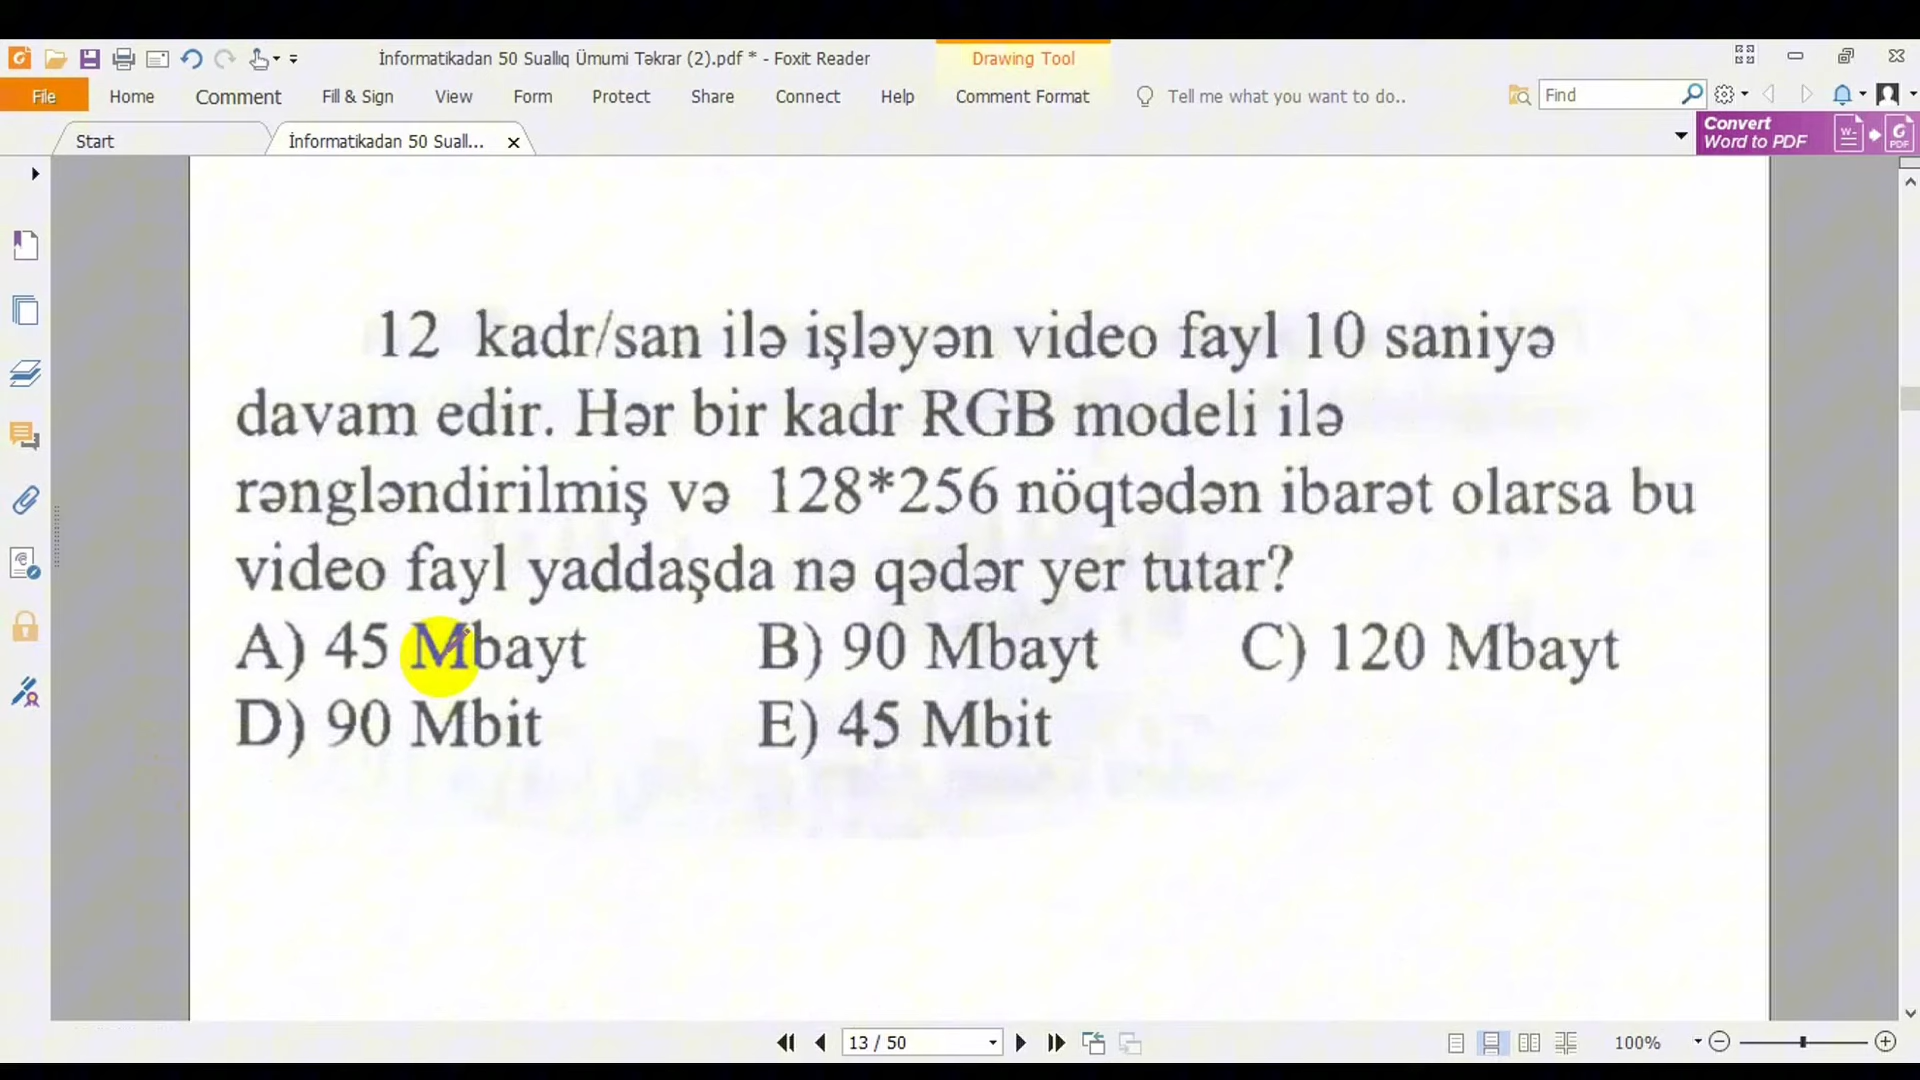 İnformatikadan 50 Suallıq Ümumi Təkrar (2).pdf * - Foxit Reader
Drawing Tool
File Home Comment Fill & Sign View Form Protect Share Connect Help Comment Format Tell me what you want to do.. Find
Start İnformatikadan 50 Suall... Convert
Word to PDF
12 kadr/san ilə işləyən video fayl 10 saniyə
davam edir. Hər bir kadr RGB modeli ilə
rəngləndirilmiş və 128*256 nöqtədən ibarət olarsa bu
video fayl yaddaşda nə qədər yer tutar?
A) 45 Mbayt B) 90 Mbayt C) 120 Mbayt
D) 90 Mbit E) 45 Mbit
13 / 50 100%